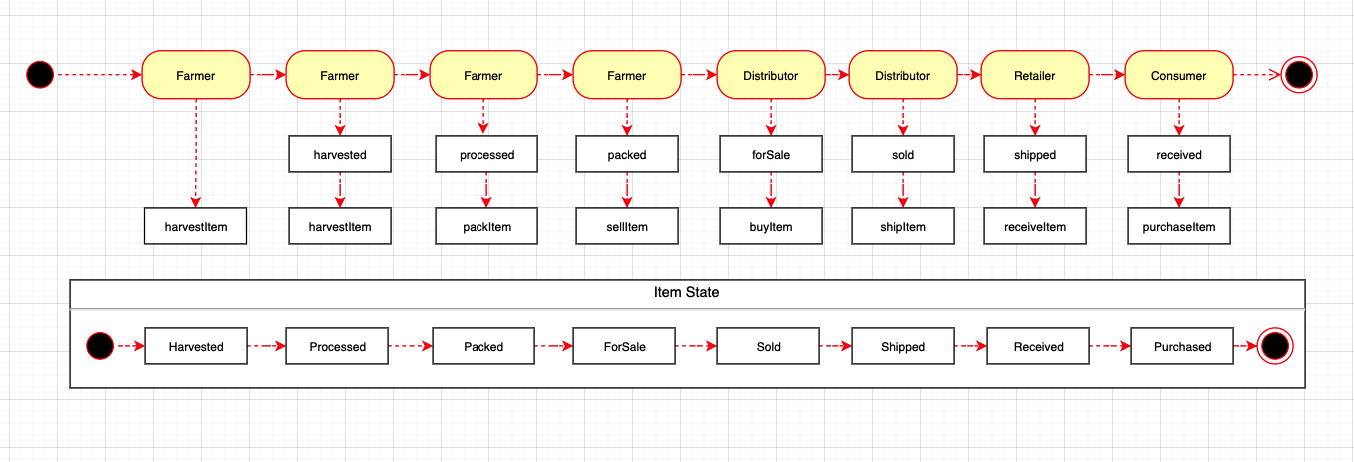 Farmer Farmer Farmer Farmer Distributor Distributor Retailer Consumer
harvested processed packed forSale sold shipped received
harvestItem harvestItem packItem sellItem buyItem shipItem receiveItem purchaseItem
Item State
Harvested Processed Packed ForSale Sold Shipped Received Purchased